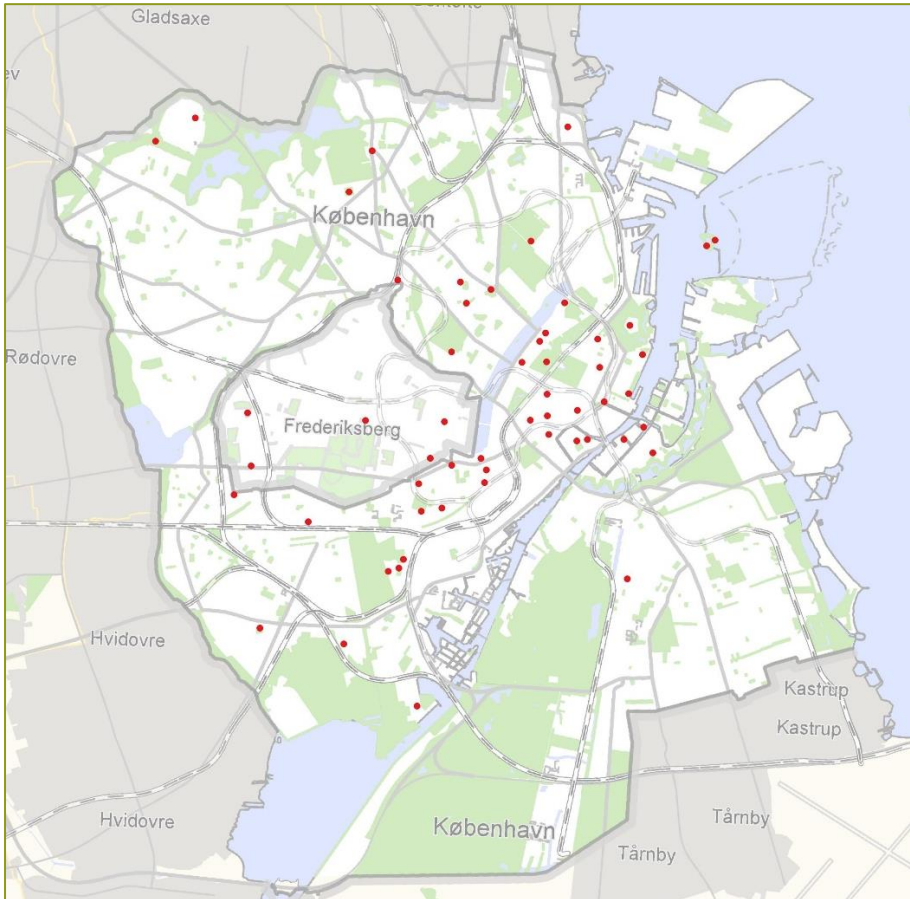 Gladsaxe
København
Rødovre
Frederiksberg
Hvidovre
Kastrup
Kastrup
Hvidovre
København
Tårnby
Tårnby